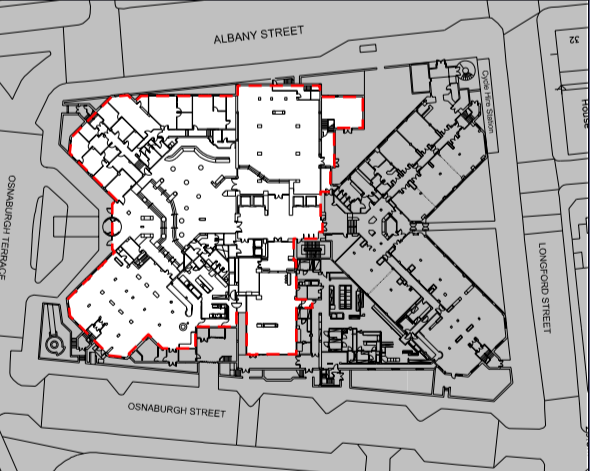 ALBANY STREET
32
House
Cycle Hire Station
OSNABURGH TERRACE
LONGFORD STREET
OSNABURGH STREET